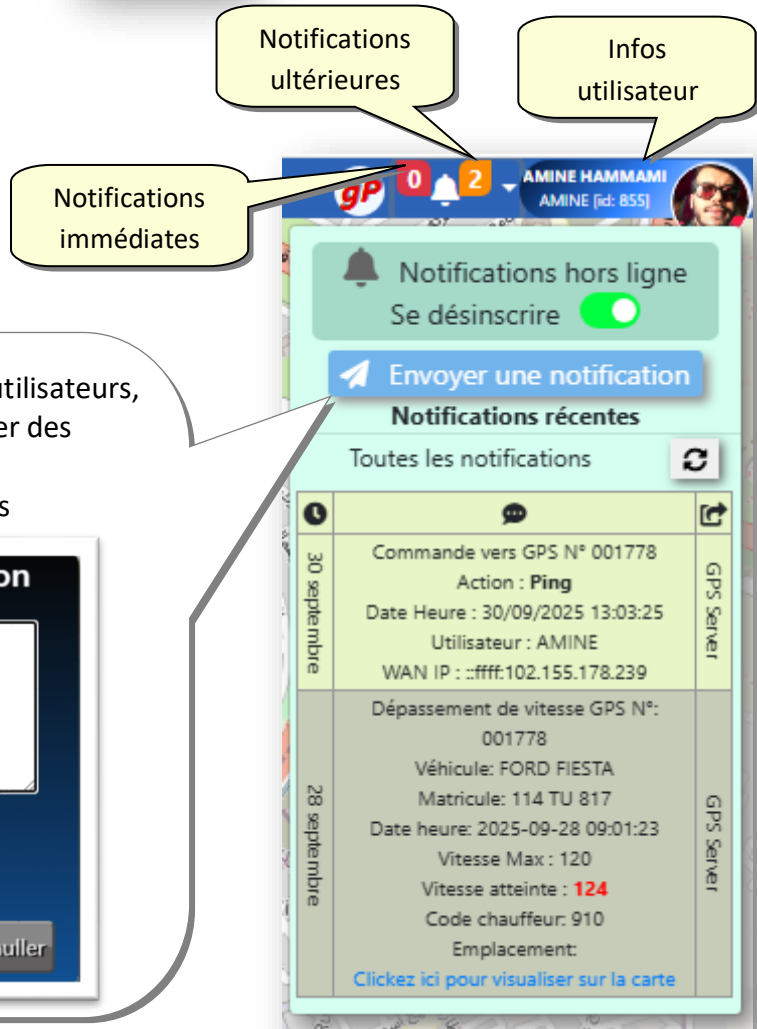 Notifications
ultérieures
Infos
utilisateur
Notifications
immédiates
gP
0
2
AMINE HAMMAMI
AMINE [id: 855]
Notifications hors ligne
Se désinscrire
Envoyer une notification
Notifications récentes
Toutes les notifications
30 septembre
Commande vers GPS N° 001778
Action : Ping
Date Heure : 30/09/2025 13:03:25
Utilisateur : AMINE
WAN IP : ::ffff:102.155.178.239
GPS Server
28 septembre
Dépassement de vitesse GPS N°:
001778
Véhicule: FORD FIESTA
Matricule: 114 TU 817
Date heure: 2025-09-28 09:01:23
Vitesse Max : 120
Vitesse atteinte : 124
Code chauffeur: 910
Emplacement:
Clickez ici pour visualiser sur la carte
GPS Server
utilisateurs,
er des
s
on
uller